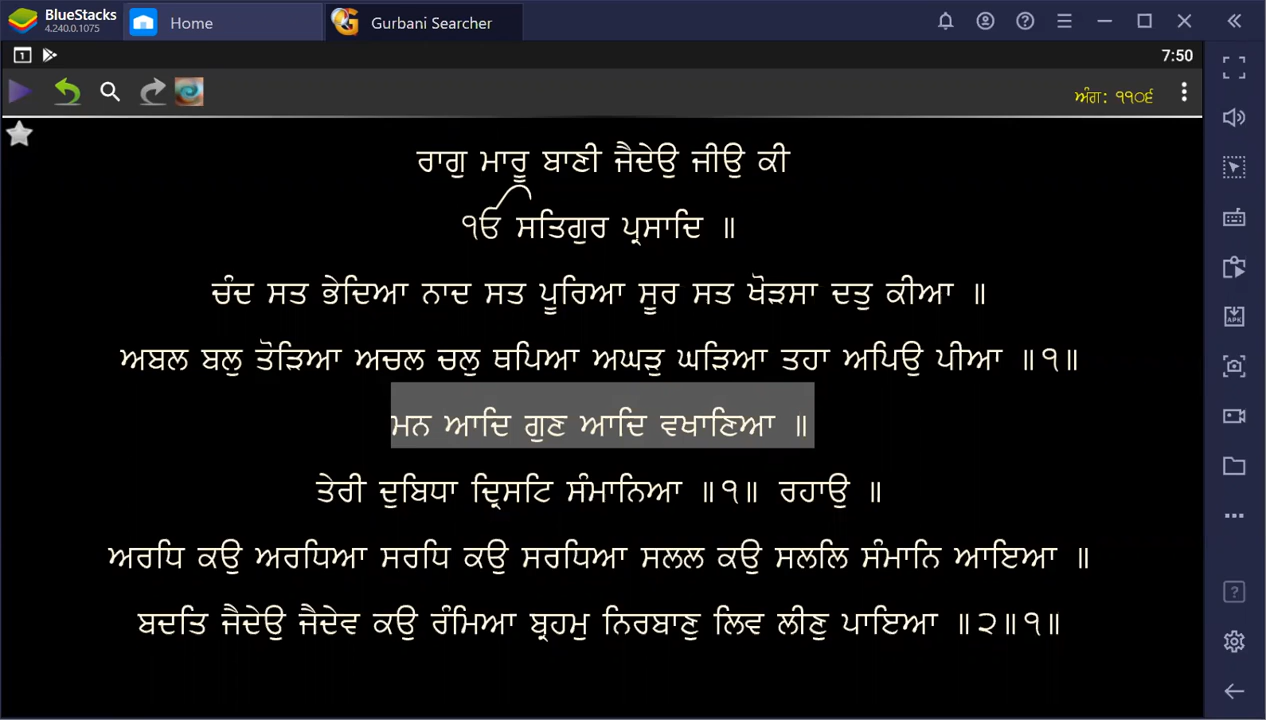 BlueStacks
4.240.0.1075
Home
Gurbani Searcher
7:50
ਅੰਗ: ੧੧੦੬
ਰਾਗੁ ਮਾਰੂ ਬਾਣੀ ਜੈਦੇਉ ਜੀਉ ਕੀ
ੴ ਸਤਿਗੁਰ ਪ੍ਰਸਾਦਿ ॥
ਚੰਦ ਸਤ ਭੇਦਿਆ ਨਾਦ ਸਤ ਪੂਰਿਆ ਸੂਰ ਸਤ ਖੋੜਸਾ ਦਤੁ ਕੀਆ ॥
ਅਬਲ ਬਲੁ ਤੋੜਿਆ ਅਚਲ ਚਲੁ ਥਪਿਆ ਅਘੜੁ ਘੜਿਆ ਤਹਾ ਅਪਿਉ ਪੀਆ ॥੧॥
ਮਨ ਆਦਿ ਗੁਣ ਆਦਿ ਵਖਾਣਿਆ ॥
ਤੇਰੀ ਦੁਬਿਧਾ ਦ੍ਰਿਸਟਿ ਸੰਮਾਨਿਆ ॥੧॥ ਰਹਾਉ ॥
ਅਰਧਿ ਕਉ ਅਰਧਿਆ ਸਰਧਿ ਕਉ ਸਰਧਿਆ ਸਲਲ ਕਉ ਸਲਲਿ ਸੰਮਾਨਿ ਆਇਆ ॥
ਬਦਤਿ ਜੈਦੇਉ ਜੈਦੇਵ ਕਉ ਰੰਮਿਆ ਬ੍ਰਹਮੁ ਨਿਰਬਾਣੁ ਲਿਵ ਲੀਣੁ ਪਾਇਆ ॥੨॥੧॥